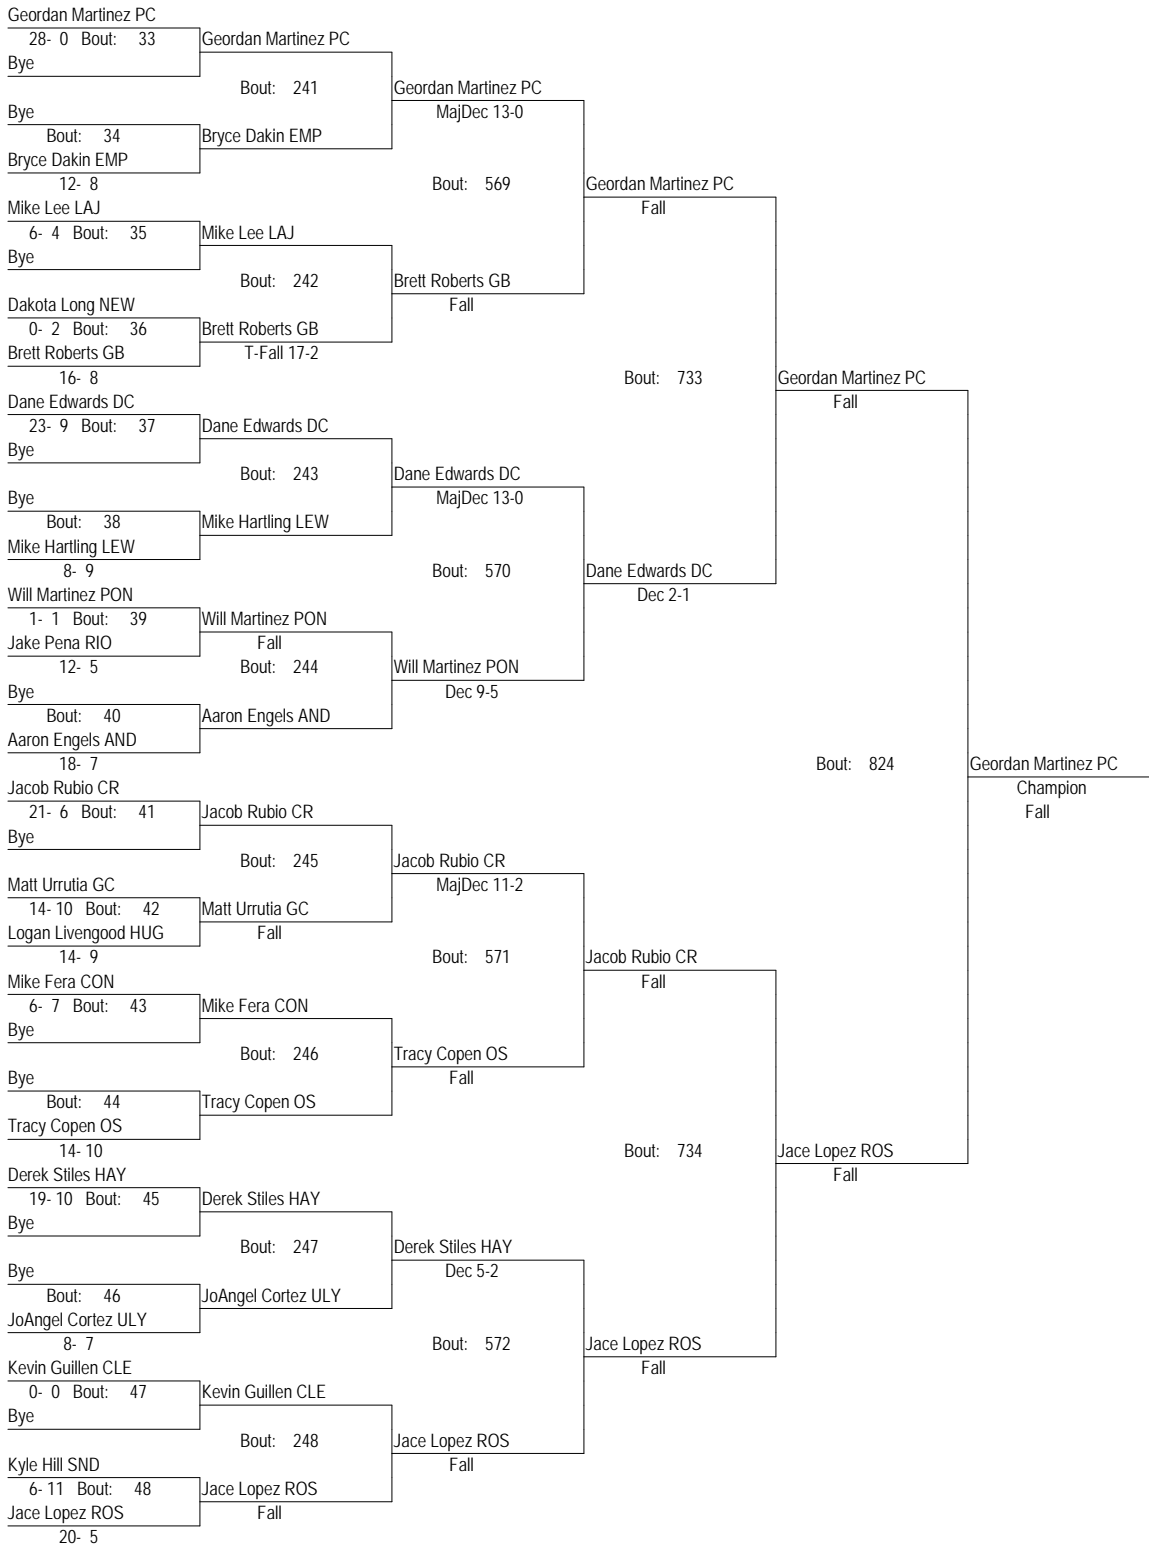 Geordan Martinez PC
28- 0 Bout: 33 Geordan Martinez PC
Bye
Bout: 241 Geordan Martinez PC
Bye MajDec 13-0
Bout: 34 Bryce Dakin EMP
Bryce Dakin EMP
12- 8 Bout: 569 Geordan Martinez PC
Mike Lee LAJ Fall
6- 4 Bout: 35 Mike Lee LAJ
Bye
Bout: 242 Brett Roberts GB
Dakota Long NEW Fall
0- 2 Bout: 36 Brett Roberts GB
Brett Roberts GB T-Fall 17-2
16- 8 Bout: 733 Geordan Martinez PC
Dane Edwards DC Fall
23- 9 Bout: 37 Dane Edwards DC
Bye
Bout: 243 Dane Edwards DC
Bye MajDec 13-0
Bout: 38 Mike Hartling LEW
Mike Hartling LEW
8- 9 Bout: 570 Dane Edwards DC
Will Martinez PON Dec 2-1
1- 1 Bout: 39 Will Martinez PON
Jake Pena RIO Fall
12- 5 Bout: 244 Will Martinez PON
Bye Dec 9-5
Bout: 40 Aaron Engels AND
Aaron Engels AND
18- 7 Bout: 824 Geordan Martinez PC
Jacob Rubio CR Champion
21- 6 Bout: 41 Jacob Rubio CR Fall
Bye
Bout: 245 Jacob Rubio CR
Matt Urrutia GC MajDec 11-2
14- 10 Bout: 42 Matt Urrutia GC
Logan Livengood HUG Fall
14- 9 Bout: 571 Jacob Rubio CR
Mike Fera CON Fall
6- 7 Bout: 43 Mike Fera CON
Bye
Bout: 246 Tracy Copen OS
Bye Fall
Bout: 44 Tracy Copen OS
Tracy Copen OS
14- 10 Bout: 734 Jace Lopez ROS
Derek Stiles HAY Fall
19- 10 Bout: 45 Derek Stiles HAY
Bye
Bout: 247 Derek Stiles HAY
Bye Dec 5-2
Bout: 46 JoAngel Cortez ULY
JoAngel Cortez ULY
8- 7 Bout: 572 Jace Lopez ROS
Kevin Guillen CLE Fall
0- 0 Bout: 47 Kevin Guillen CLE
Bye
Bout: 248 Jace Lopez ROS
Kyle Hill SND Fall
6- 11 Bout: 48 Jace Lopez ROS
Jace Lopez ROS Fall
20- 5